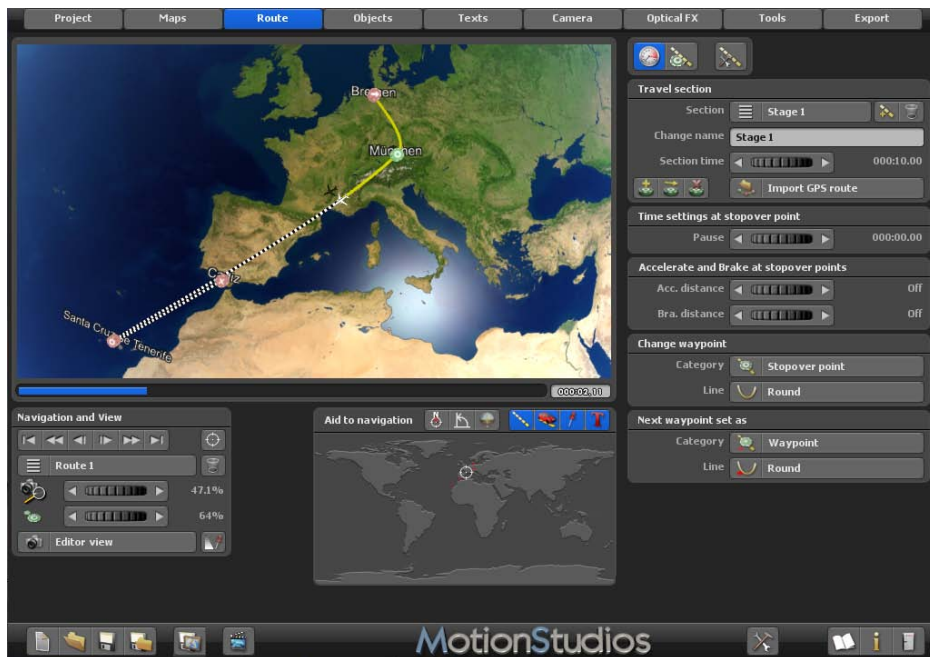 Project Maps Route Objects Texts Camera Optical FX Tools Export
Bremen
München
Santa Cruz de Tenerife
000:02,11
Travel section
Section Stage 1
Change name Stage 1
Section time 000:10.00
Import GPS route
Time settings at stopover point
Pause 000:00.00
Accelerate and Brake at stopover points
Acc. distance Off
Bra. distance Off
Change waypoint
Category Stopover point
Line Round
Next waypoint set as
Category Waypoint
Line Round
Navigation and View
Route 1
47.1%
64%
Editor view
Aid to navigation
N
MotionStudios